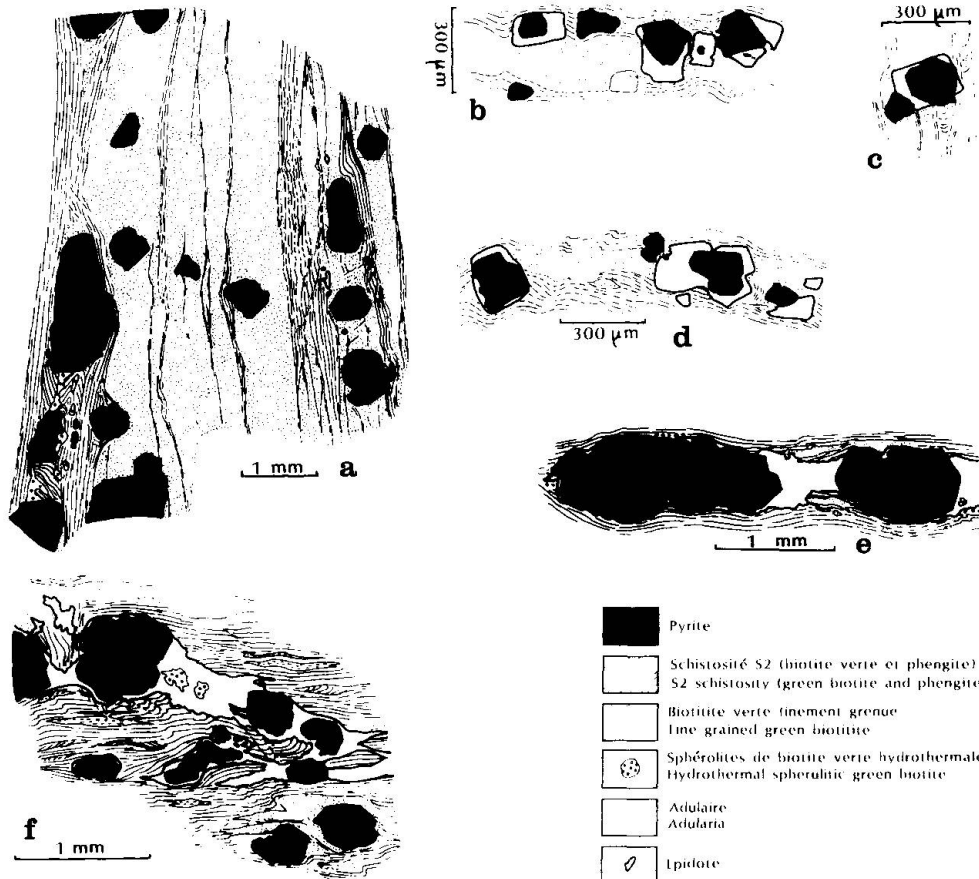 300 μm
b
300 μm
c
300 μm
d
1 mm
a
1 mm
e
f
1 mm
Pyrite
Schistosité S2 (biotite verte et phengite)
S2 schistosity (green biotite and phengite
Biotitite verte finement grenue
Fine grained green biotitite
Sphérolites de biotite verte hydrothermale
Hydrothermal spherulitic green biotite
Adulaire
Adularia
Epidote